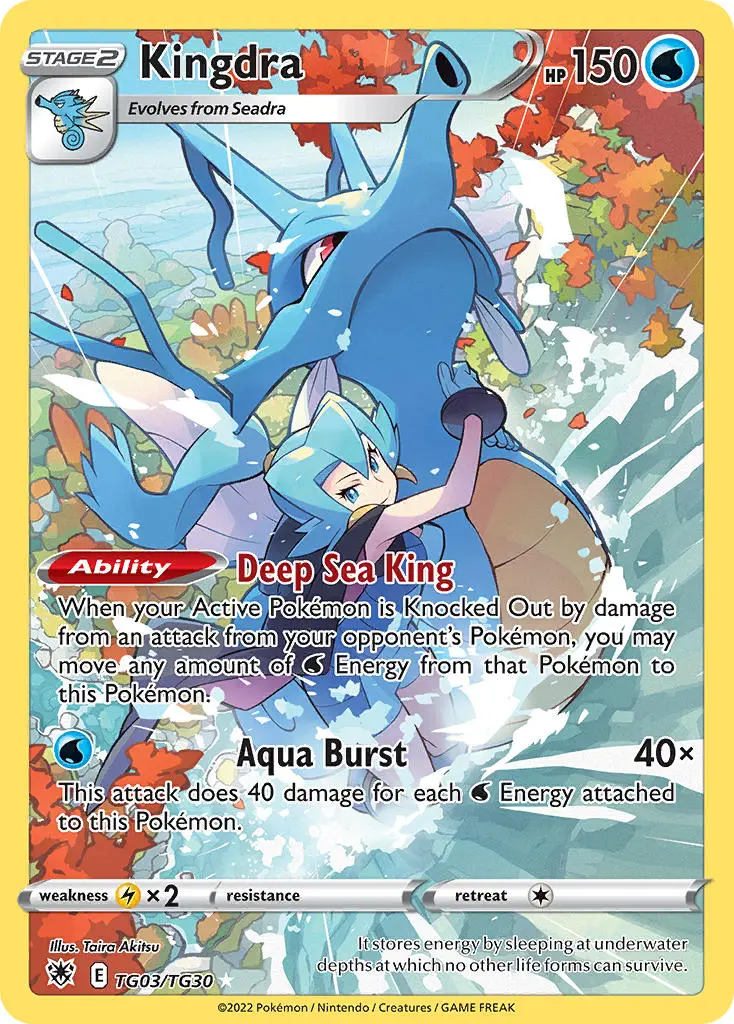 STAGE 2
Kingdra
HP 150
Evolves from Seadra
Ability
Deep Sea King
When your Active Pokémon is Knocked Out by damage
from an attack from your opponent's Pokémon, you may
move any amount of Energy from that Pokémon to
this Pokémon.
Aqua Burst 40×
This attack does 40 damage for each Energy attached
to this Pokémon.
weakness ×2 resistance retreat
Illus. Taira Akitsu
It stores energy by sleeping at underwater
depths at which no other life forms can survive.
E TG03/TG30
©2022 Pokémon / Nintendo / Creatures / GAME FREAK